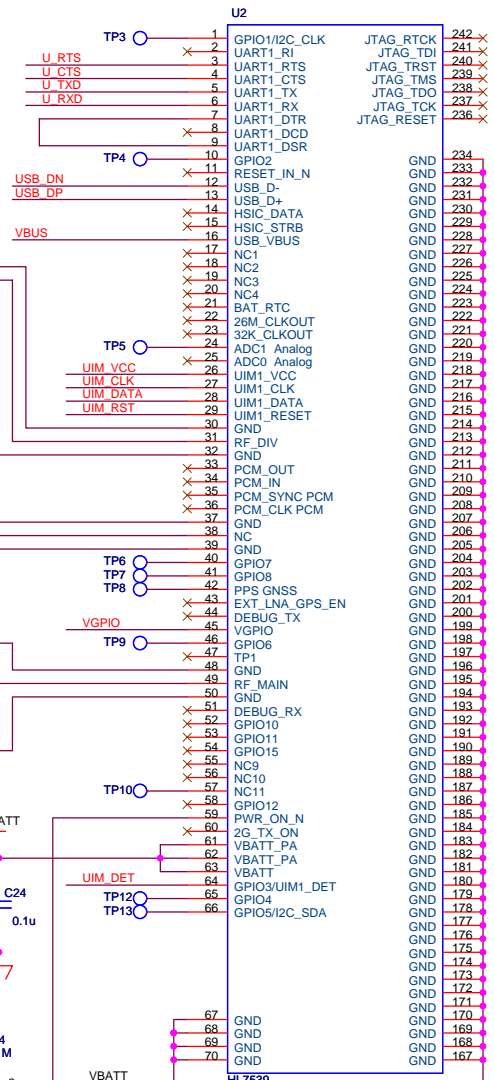 U2
TP3 1 GPIO1/I2C_CLK JTAG_RTCK 242
2 UART1_RI JTAG_TDI 241
U_RTS 3 UART1_RTS JTAG_TRST 240
U_CTS 4 UART1_CTS JTAG_TMS 239
U_TXD 5 UART1_TX JTAG_TDO 238
U_RXD 6 UART1_RX JTAG_TCK 237
7 UART1_DTR JTAG_RESET 236
8 UART1_DCD
9 UART1_DSR
TP4 10 GPIO2 GND 234
11 RESET_IN_N GND 233
USB_DN 12 USB_D- GND 232
USB_DP 13 USB_D+ GND 231
14 HSIC_DATA GND 230
15 HSIC_STRB GND 229
VBUS 16 USB_VBUS GND 228
17 NC1 GND 227
18 NC2 GND 226
19 NC3 GND 225
20 NC4 GND 224
21 BAT_RTC GND 223
22 26M_CLKOUT GND 222
23 32K_CLKOUT GND 221
TP5 24 ADC1 Analog GND 220
25 ADC0 Analog GND 219
UIM_VCC 26 UIM1_VCC GND 218
UIM_CLK 27 UIM1_CLK GND 217
UIM_DATA 28 UIM1_DATA GND 216
UIM_RST 29 UIM1_RESET GND 215
30 GND GND 214
31 RF_DIV GND 213
32 GND GND 212
33 PCM_OUT GND 211
34 PCM_IN GND 210
35 PCM_SYNC PCM GND 209
36 PCM_CLK PCM GND 208
37 GND GND 207
38 NC GND 206
39 GND GND 205
TP6 40 GPIO7 GND 204
TP7 41 GPIO8 GND 203
TP8 42 PPS GNSS GND 202
43 EXT_LNA_GPS_EN GND 201
44 DEBUG_TX GND 200
VGPIO 45 VGPIO GND 199
TP9 46 GPIO6 GND 198
47 TP1 GND 197
48 GND GND 196
49 RF_MAIN GND 195
50 GND GND 194
51 DEBUG_RX GND 193
52 GPIO10 GND 192
53 GPIO11 GND 191
54 GPIO15 GND 190
55 NC9 GND 189
56 NC10 GND 188
TP10 57 NC11 GND 187
58 GPIO12 GND 186
59 PWR_ON_N GND 185
ATT 60 2G_TX_ON GND 184
61 VBATT_PA GND 183
62 VBATT_PA GND 182
63 VBATT GND 181
UIM_DET 64 GPIO3/UIM1_DET GND 180
C24 TP12 65 GPIO4 GND 179
0.1u TP13 66 GPIO5/I2C_SDA GND 178
GND 177
GND 176
GND 175
GND 174
GND 173
GND 172
GND 171
67 GND GND 170
68 GND GND 169
4 69 GND GND 168
M 70 GND GND 167
VBATT HL7539